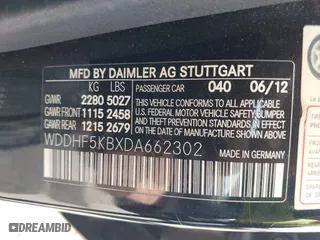 MFD BY DAIMLER AG STUTTGART
KG LBS PASSENGER CAR 040 06/12
GVWR 2280 5027 THIS VEHICLE CONFORMS TO ALL APPLICABLE
GAWR FRONT 1115 2458 U.S. FEDERAL MOTOR VEHICLE SAFETY, BUMPER
GAWR REAR 1215 2679 AND THEFT PREVENTION STANDARDS IN EFFECT
WDDHF5KBXDA662302 ON THE DATE OF MANUFACTURE SHOWN ABOVE.
MADE IN GERMANY
DEALERBID.COM